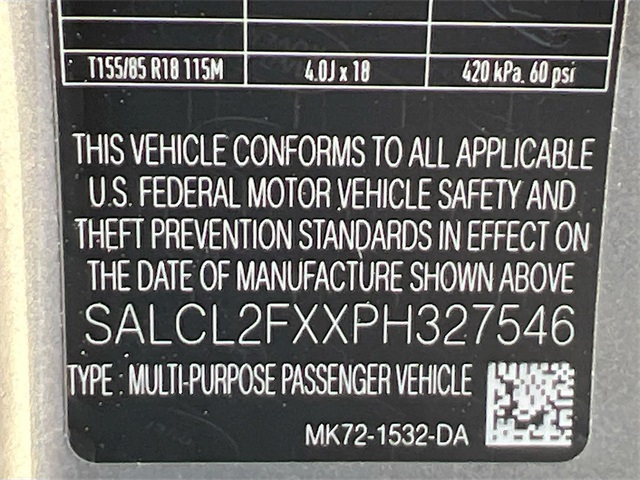 T155/85 R18 115M 4.0J x 18 420 kPa. 60 psi
THIS VEHICLE CONFORMS TO ALL APPLICABLE
U.S. FEDERAL MOTOR VEHICLE SAFETY AND
THEFT PREVENTION STANDARDS IN EFFECT ON
THE DATE OF MANUFACTURE SHOWN ABOVE
SALCL2FXXPH327546
TYPE : MULTI-PURPOSE PASSENGER VEHICLE
MK72-1532-DA